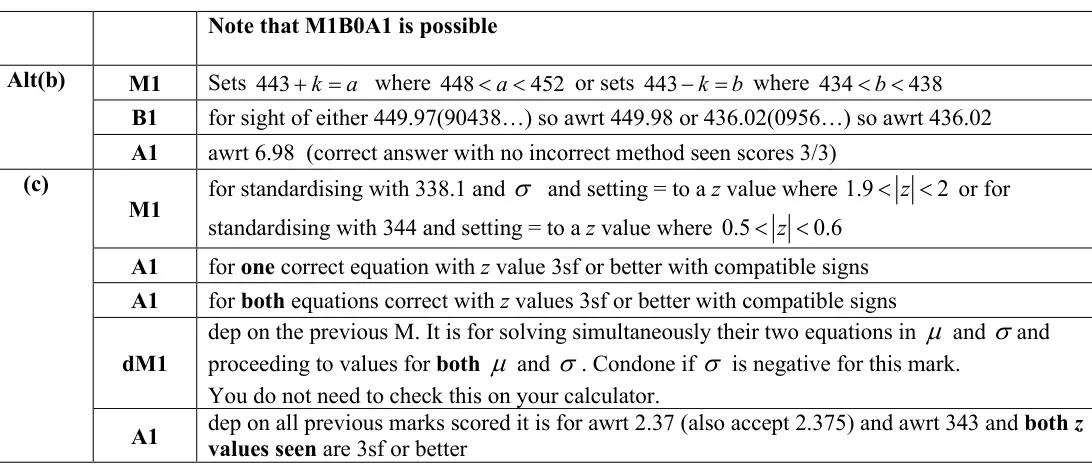 Note that M1B0A1 is possible
Alt(b)
M1
Sets 443 + k = a where 448 < a < 452 or sets 443 − k = b where 434 < b < 438
B1
for sight of either 449.97(90438…) so awrt 449.98 or 436.02(0956…) so awrt 436.02
A1
awrt 6.98 (correct answer with no incorrect method seen scores 3/3)
(c)
M1
for standardising with 338.1 and σ and setting = to a z value where 1.9 < |z| < 2 or for
standardising with 344 and setting = to a z value where 0.5 < |z| < 0.6
A1
for one correct equation with z value 3sf or better with compatible signs
A1
for both equations correct with z values 3sf or better with compatible signs
dM1
dep on the previous M. It is for solving simultaneously their two equations in μ and σ and
proceeding to values for both μ and σ . Condone if σ is negative for this mark.
You do not need to check this on your calculator.
A1
dep on all previous marks scored it is for awrt 2.37 (also accept 2.375) and awrt 343 and both z
values seen are 3sf or better